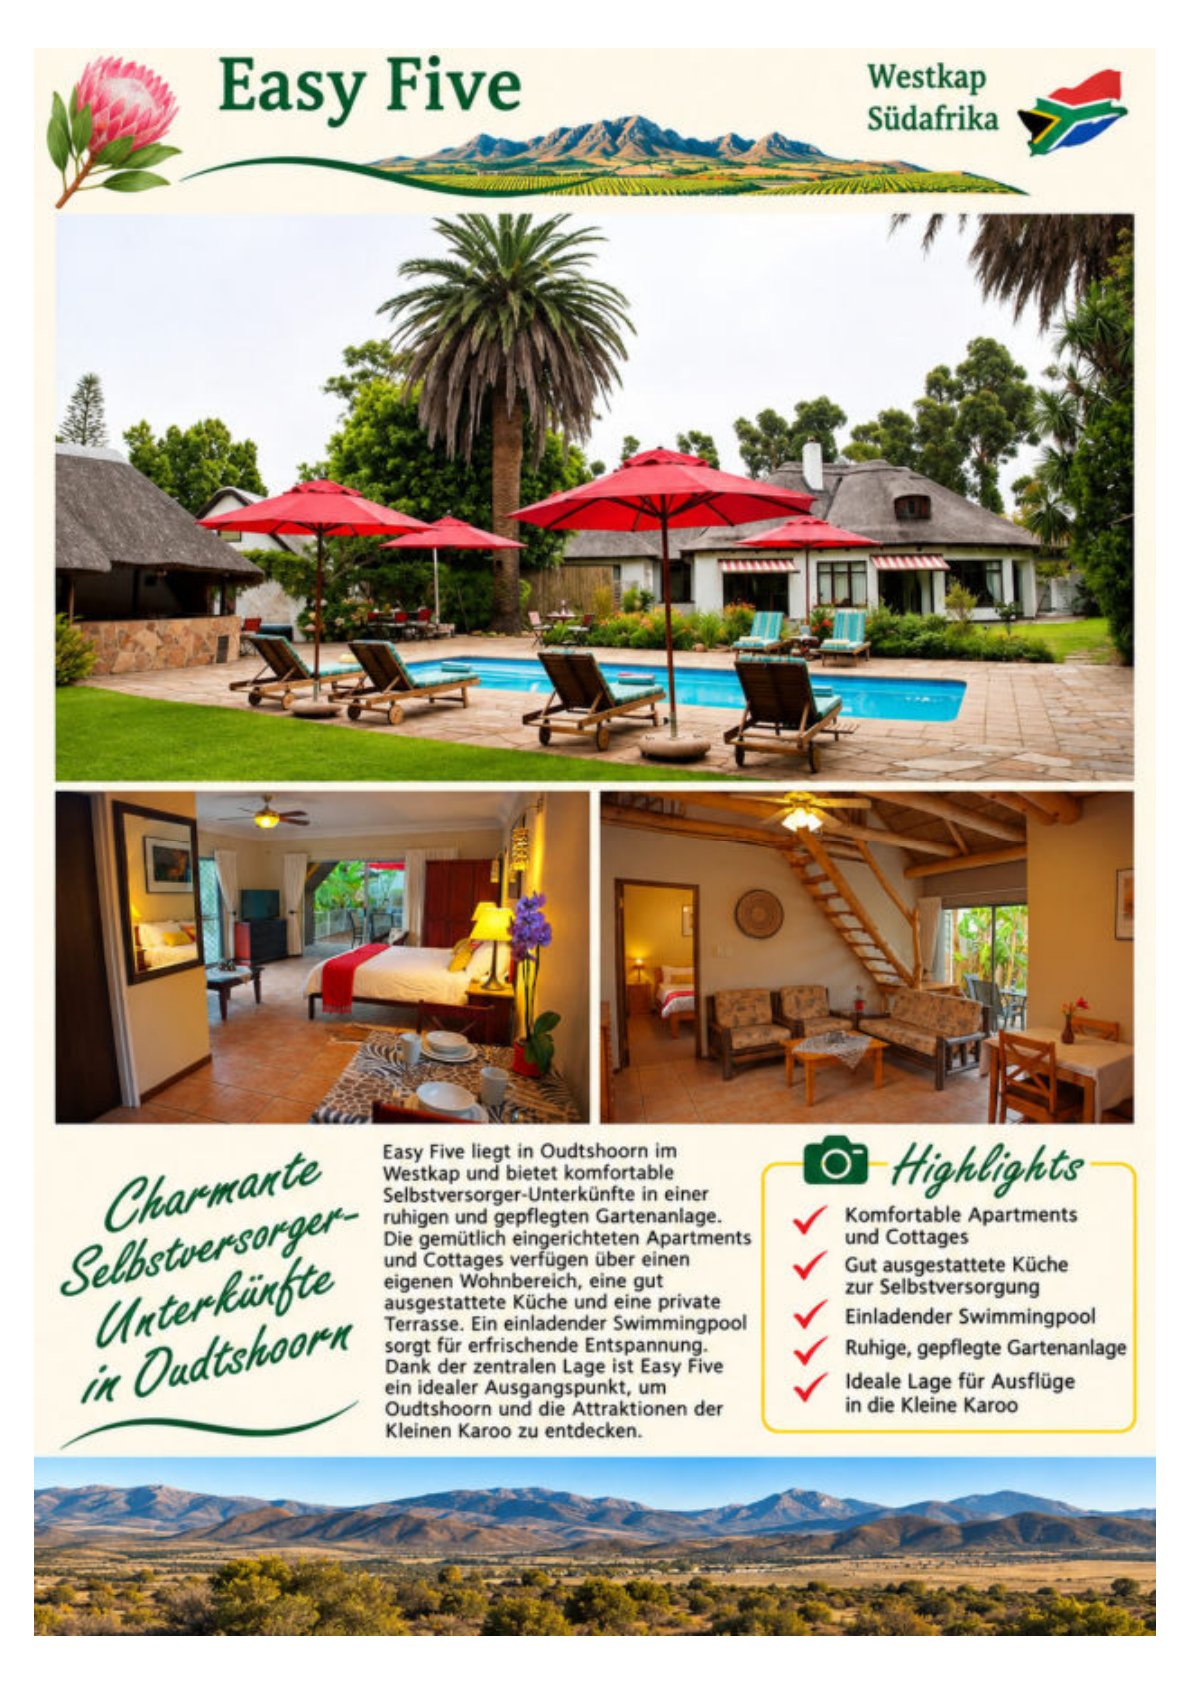 Easy Five
Westkap
Südafrika
Charmante
Selbstversorger-
Unterkünfte
in Oudtshoorn
Easy Five liegt in Oudtshoorn im
Westkap und bietet komfortable
Selbstversorger-Unterkünfte in einer
ruhigen und gepflegten Gartenanlage.
Die gemütlich eingerichteten Apartments
und Cottages verfügen über einen
eigenen Wohnbereich, eine gut
ausgestattete Küche und eine private
Terrasse. Ein einladender Swimmingpool
sorgt für erfrischende Entspannung.
Dank der zentralen Lage ist Easy Five
ein idealer Ausgangspunkt, um
Oudtshoorn und die Attraktionen der
Kleinen Karoo zu entdecken.
Highlights
Komfortable Apartments
und Cottages
Gut ausgestattete Küche
zur Selbstversorgung
Einladender Swimmingpool
Ruhige, gepflegte Gartenanlage
Ideale Lage für Ausflüge
in die Kleine Karoo